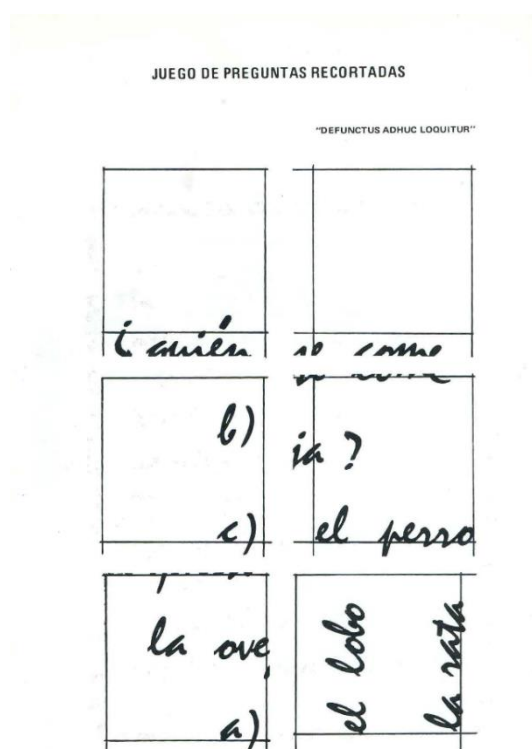 JUEGO DE PREGUNTAS RECORTADAS
"DEFUNCTUS ADHUC LOQUITUR"
¿ quién
se come
b)
c)
ja ?
el perro
la ove
a)
el lobo
la rata